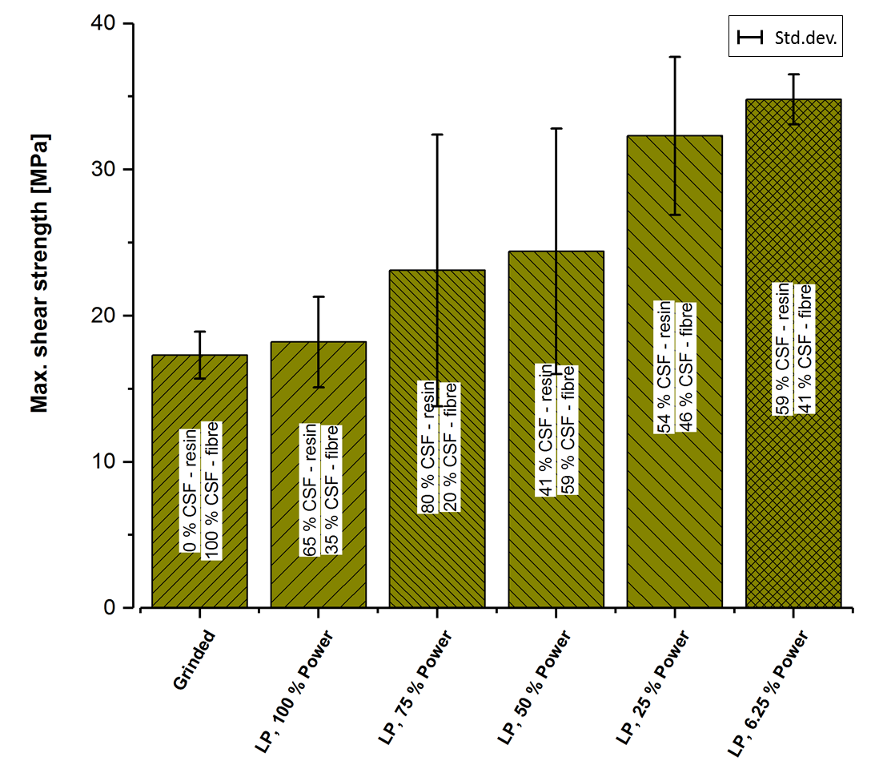 Std.dev.
Max. shear strength [MPa]
40
30
20
10
0
0 % CSF - resin
100 % CSF - fibre
65 % CSF - resin
35 % CSF - fibre
80 % CSF - resin
20 % CSF - fibre
41 % CSF - resin
59 % CSF - fibre
54 % CSF - resin
46 % CSF - fibre
59 % CSF - resin
41 % CSF - fibre
Grinded
LP, 100 % Power
LP, 75 % Power
LP, 50 % Power
LP, 25 % Power
LP, 6.25 % Power